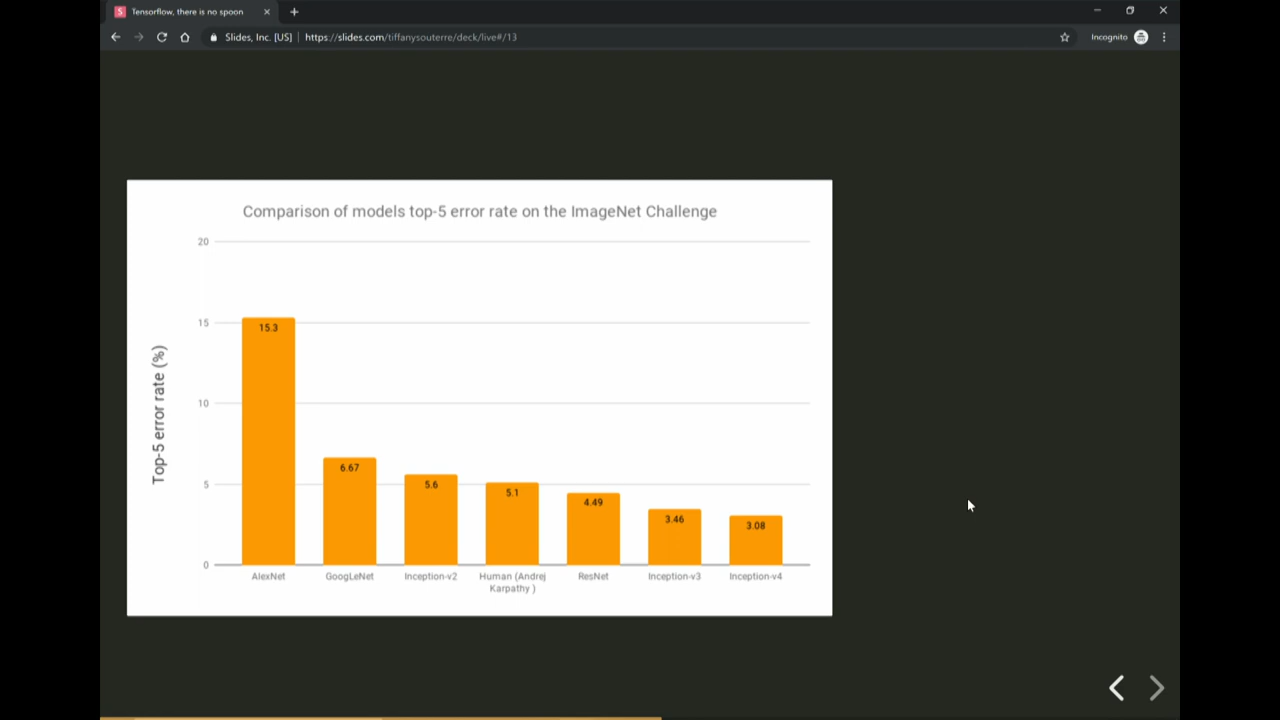 Tensorflow, there is no spoon
Slides, Inc. [US] | https://slides.com/tiffanysouterre/deck/live#/13
Incognito
Comparison of models top-5 error rate on the ImageNet Challenge
Top-5 error rate (%)
20
15
10
5
0
15.3
6.67
5.6
5.1
4.49
3.46
3.08
AlexNet
GoogLeNet
Inception-v2
Human (Andrej
Karpathy )
ResNet
Inception-v3
Inception-v4